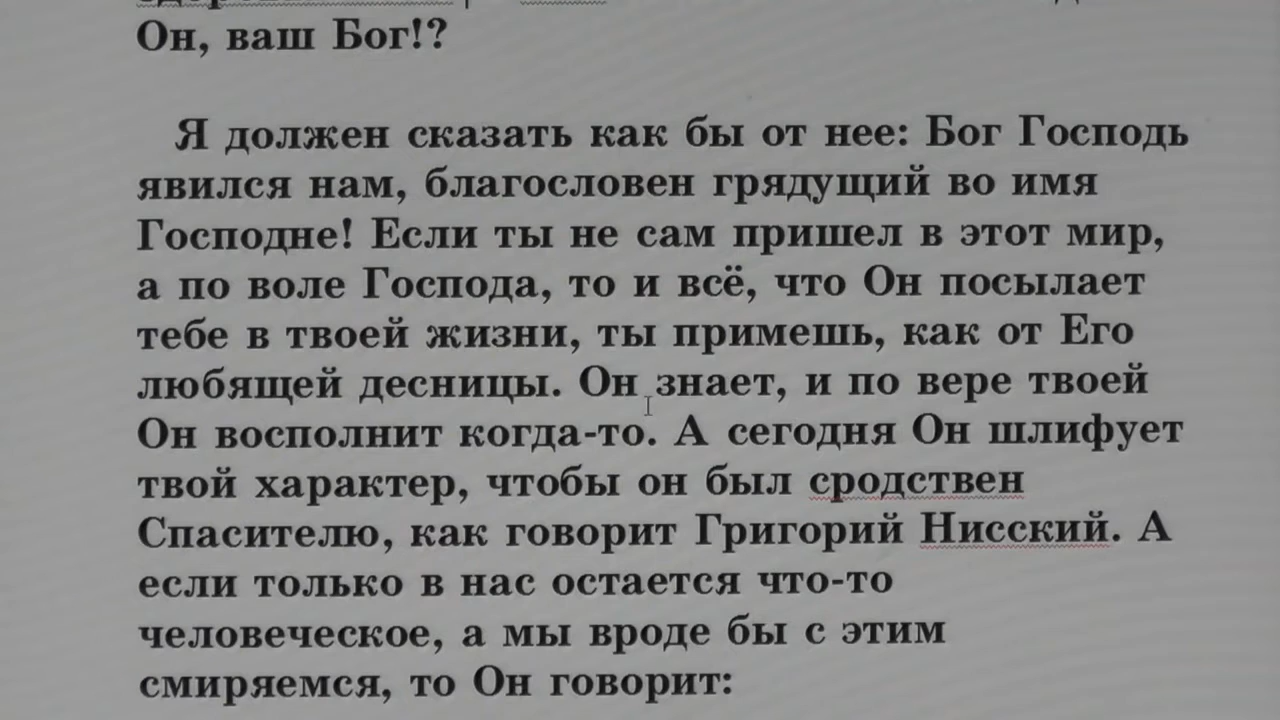 Он, ваш Бог!?
Я должен сказать как бы от нее: Бог Господь
явился нам, благословен грядущий во имя
Господне! Если ты не сам пришел в этот мир,
а по воле Господа, то и всё, что Он посылает
тебе в твоей жизни, ты примешь, как от Его
любящей десницы. Он знает, и по вере твоей
Он восполнит когда-то. А сегодня Он шлифует
твой характер, чтобы он был сродствен
Спасителю, как говорит Григорий Нисский. А
если только в нас остается что-то
человеческое, а мы вроде бы с этим
смиряемся, то Он говорит: